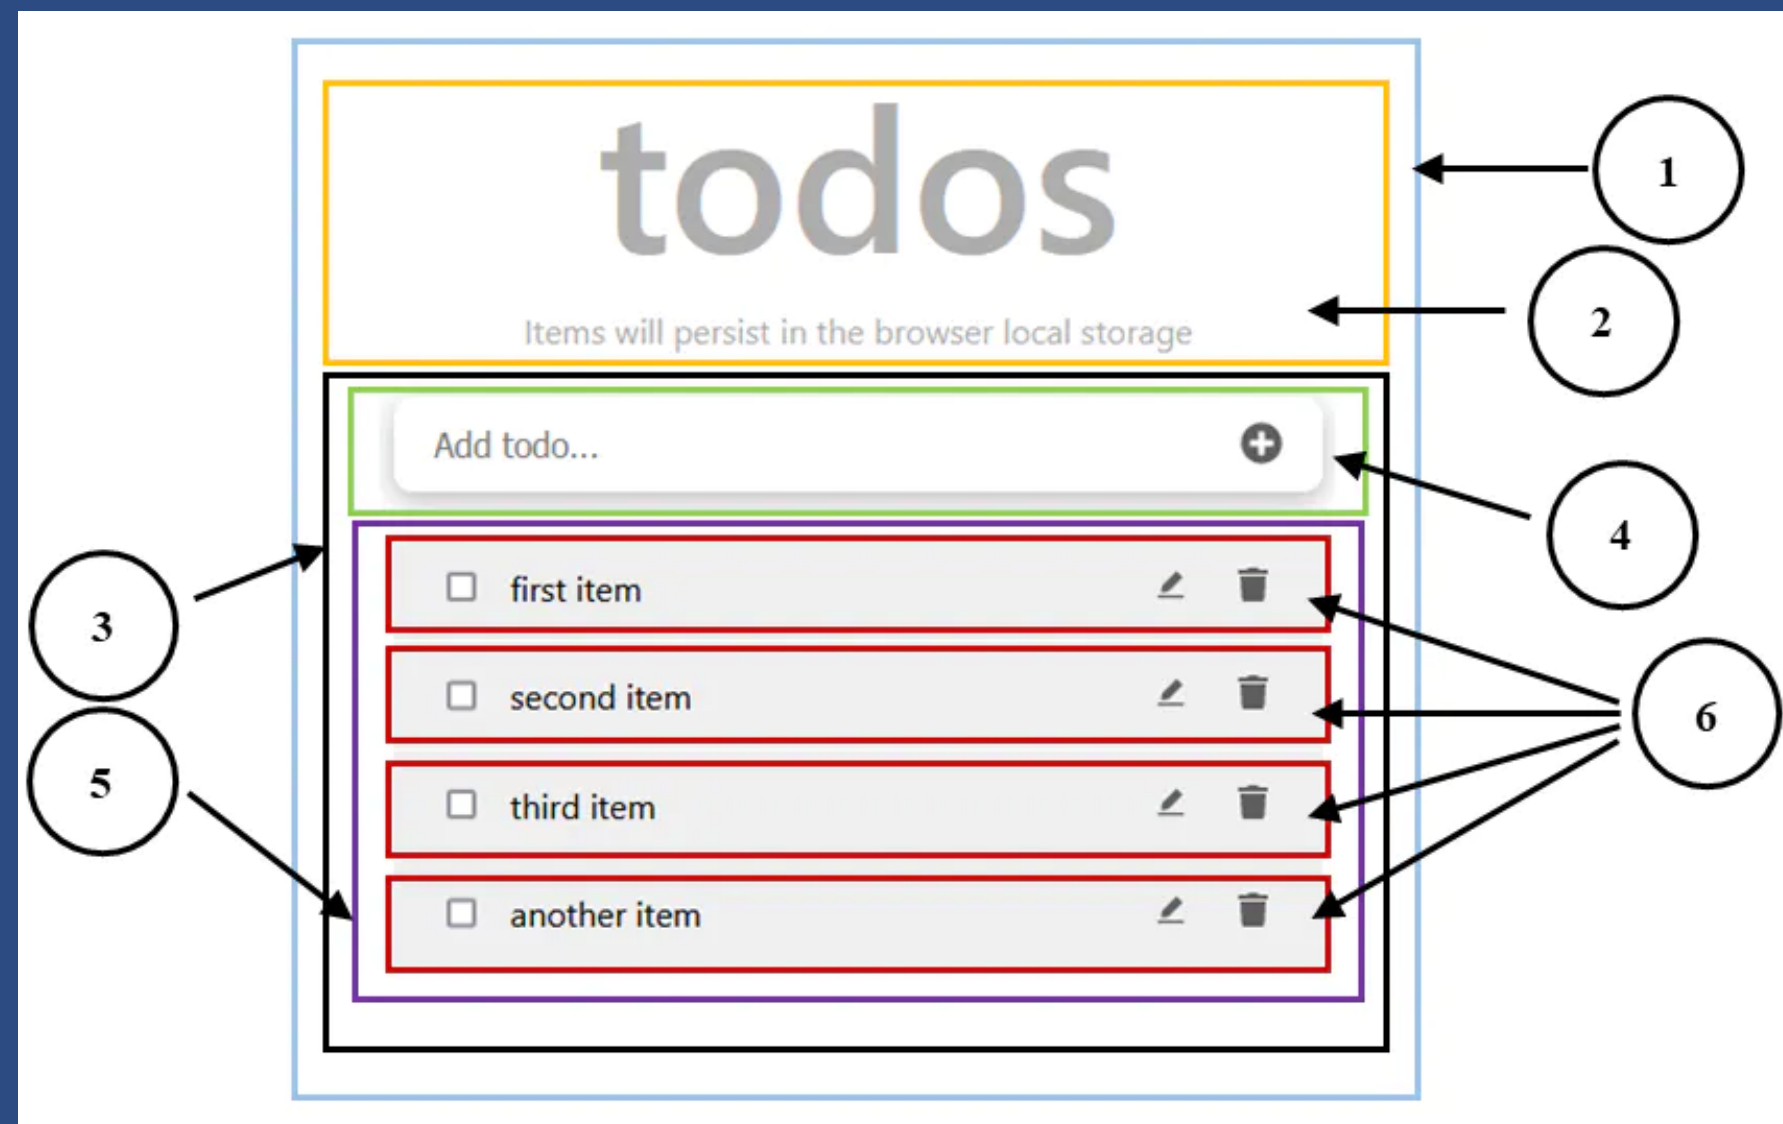 todos
1
2
Items will persist in the browser local storage
Add todo...
4
3
first item
second item
6
5
third item
another item